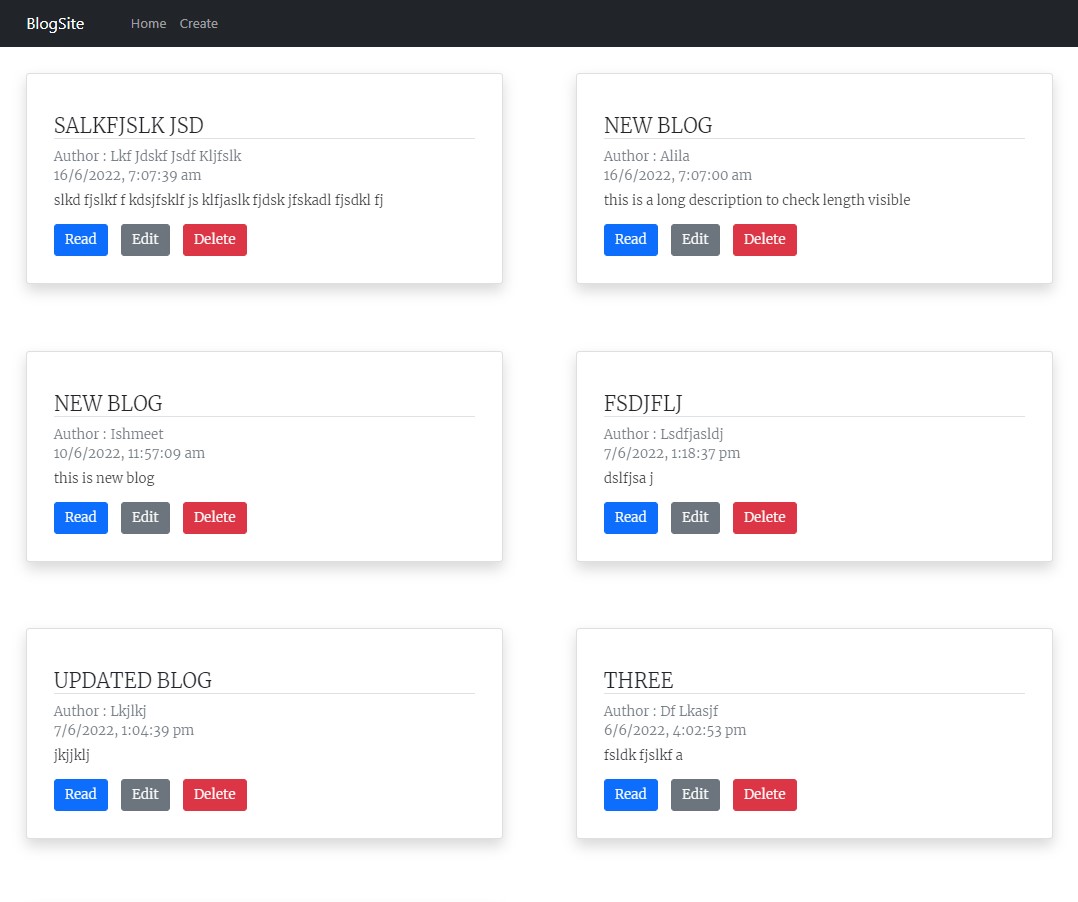 BlogSite Home Create
SALKFJSLK JSD
Author : Lkf Jdskf Jsdf Kljfslk
16/6/2022, 7:07:39 am
slkd fjslkf f kdsjfsklf js klfjaslk fjdsk jfskadl fjsdkl fj
Read Edit Delete
NEW BLOG
Author : Alila
16/6/2022, 7:07:00 am
this is a long description to check length visible
Read Edit Delete
NEW BLOG
Author : Ishmeet
10/6/2022, 11:57:09 am
this is new blog
Read Edit Delete
FSDJFLJ
Author : Lsdfjasldj
7/6/2022, 1:18:37 pm
dslfjsa j
Read Edit Delete
UPDATED BLOG
Author : Lkjlkj
7/6/2022, 1:04:39 pm
jkjjklj
Read Edit Delete
THREE
Author : Df Lkasjf
6/6/2022, 4:02:53 pm
fsldk fjslkf a
Read Edit Delete